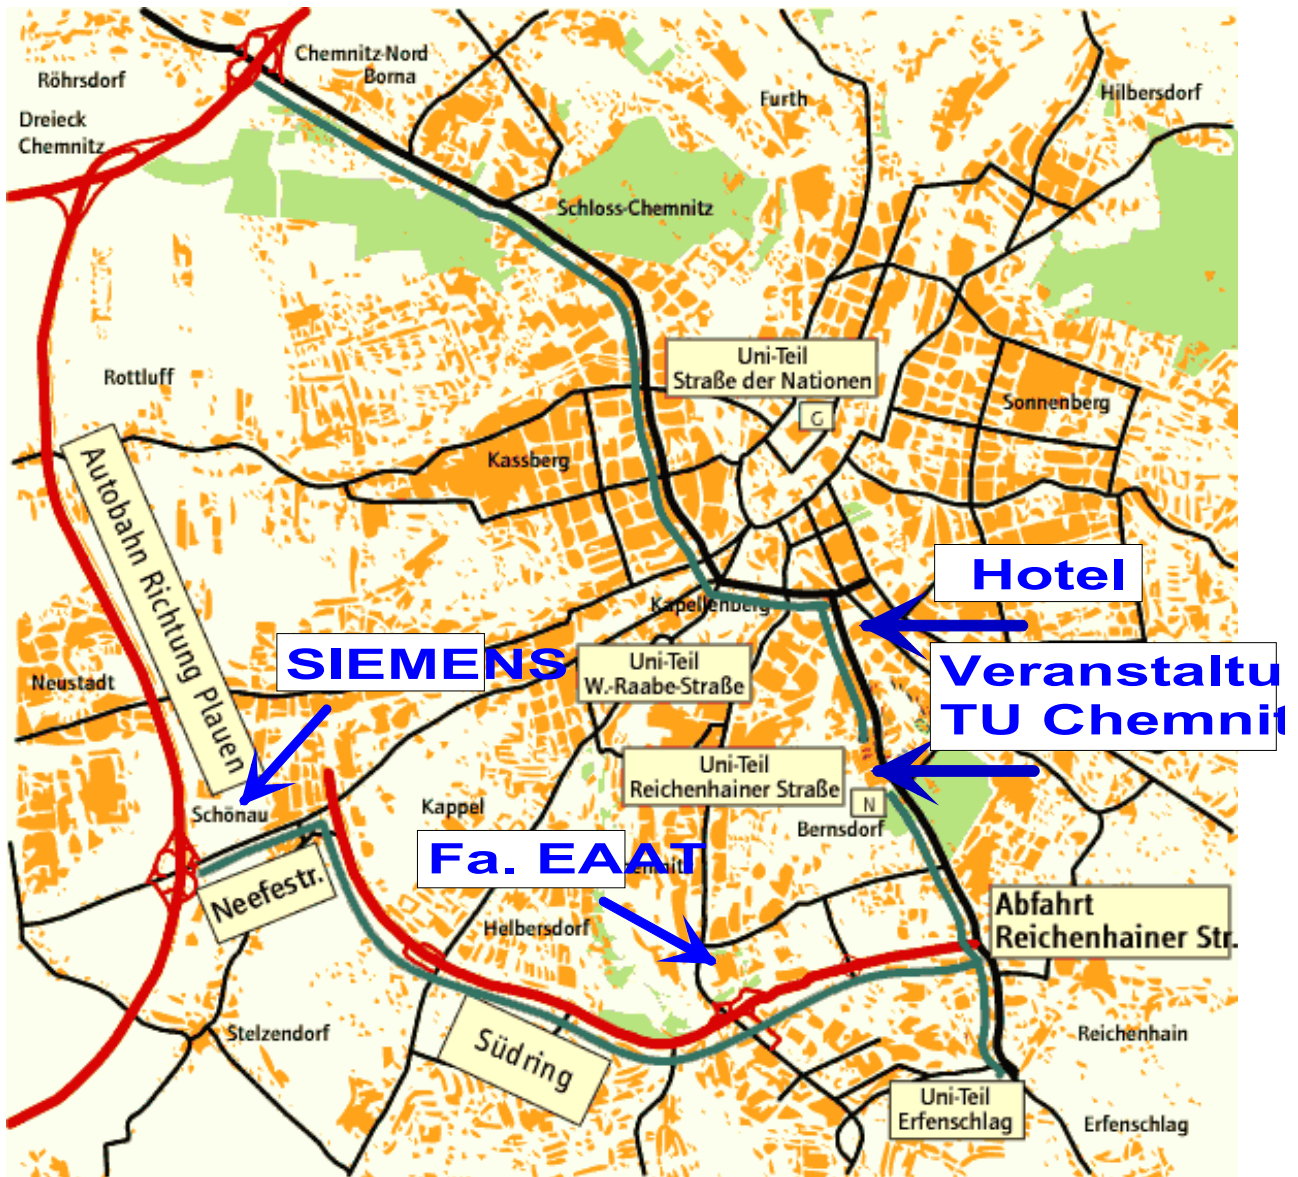 Chemnitz-Nord
Borna
Röhrsdorf
Furth
Hilbersdorf
Dreieck
Chemnitz
Schloss-Chemnitz
Uni-Teil
Straße der Nationen
G
Rottluff
Sonnenberg
Kassberg
Autobahn Richtung Plauen
Hotel
Kapellenberg
SIEMENS
Uni-Teil
W.-Raabe-Straße
Veranstaltu
TU Chemnit
Neustadt
Uni-Teil
Reichenhainer Straße
N
Schönau
Kappel
Bernsdorf
Fa. EAAT
Neefestr.
Helbersdorf
Abfahrt
Reichenhainer Str.
Stelzendorf
Südring
Reichenhain
Uni-Teil
Erfenschlag
Erfenschlag